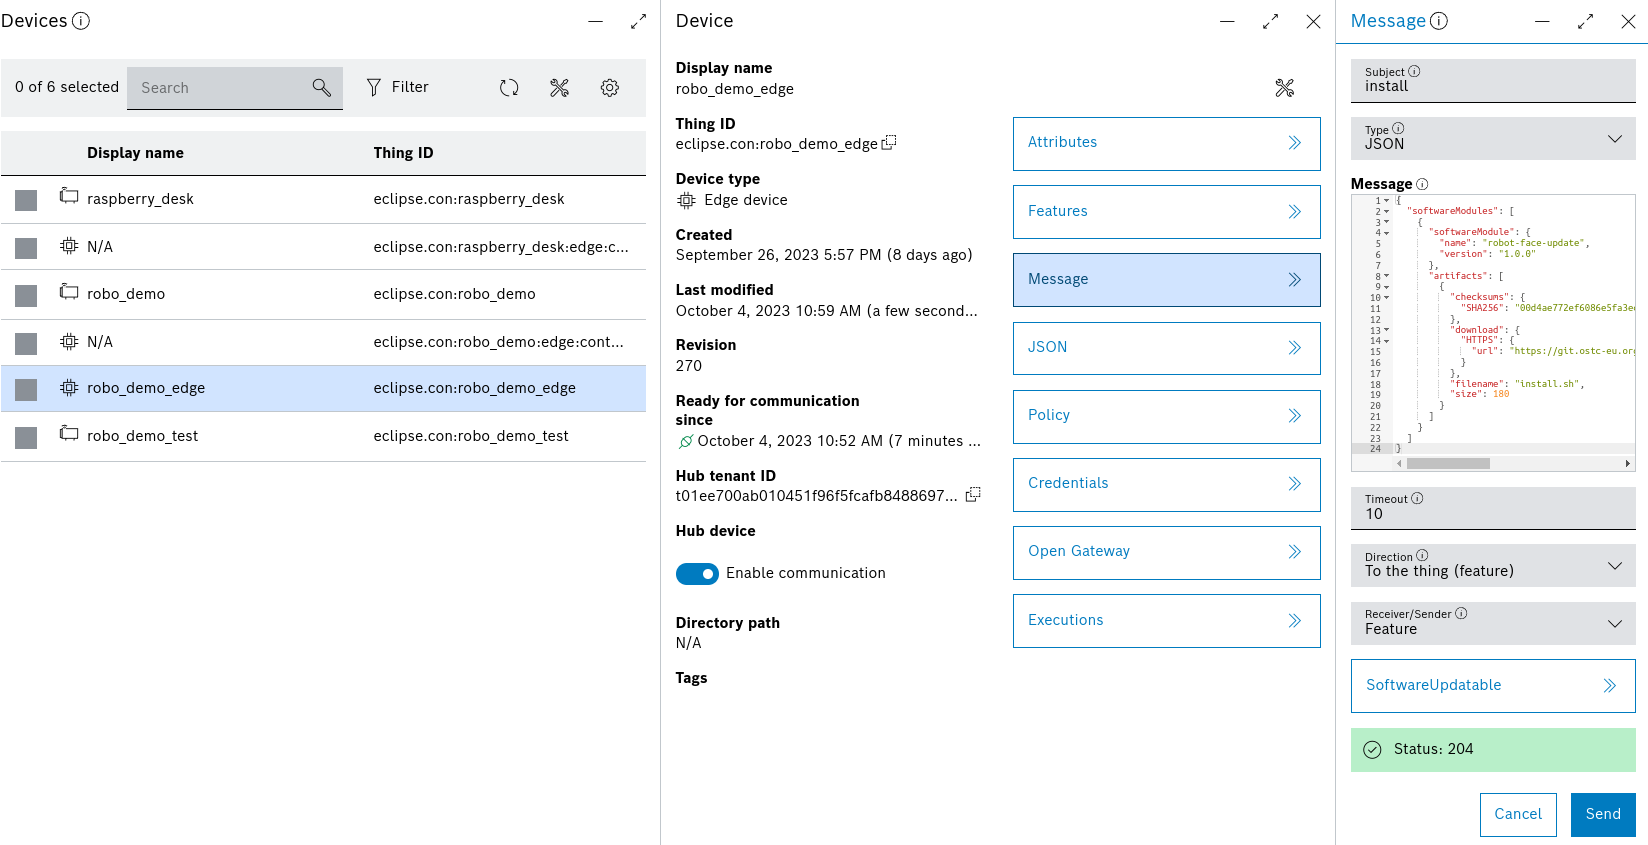 Devices
0 of 6 selected
Search
Filter
Display name Thing ID
raspberry_desk eclipse.con:raspberry_desk
N/A eclipse.con:raspberry_desk:edge:c...
robo_demo eclipse.con:robo_demo
N/A eclipse.con:robo_demo:edge:cont...
robo_demo_edge eclipse.con:robo_demo_edge
robo_demo_test eclipse.con:robo_demo_test
Device
Display name
robo_demo_edge
Thing ID
eclipse.con:robo_demo_edge
Device type
Edge device
Created
September 26, 2023 5:57 PM (8 days ago)
Last modified
October 4, 2023 10:59 AM (a few second...
Revision
270
Ready for communication
since
October 4, 2023 10:52 AM (7 minutes ...
Hub tenant ID
t01ee700ab010451f96f5fcafb8488697...
Hub device
Enable communication
Directory path
N/A
Tags
Attributes
Features
Message
JSON
Policy
Credentials
Open Gateway
Executions
Message
Subject
install
Type
JSON
Message
1 {
2 "softwareModules": [
3 {
4 "softwareModule": {
5 "name": "robot-face-update",
6 "version": "1.0.0"
7 },
8 "artifacts": [
9 {
10 "checksums": {
11 "SHA256": "00d4ae772ef6086e5fa3e
12 },
13 "download": {
14 "HTTPS": {
15 "url": "https://git.ostc-eu.org
16 }
17 },
18 "filename": "install.sh",
19 "size": 180
20 }
21 ]
22 }
23 ]
24 }
Timeout
10
Direction
To the thing (feature)
Receiver/Sender
Feature
SoftwareUpdatable
Status: 204
Cancel
Send